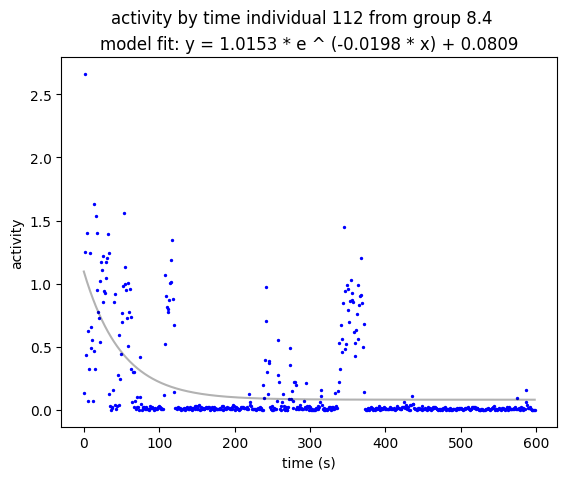 activity by time individual 112 from group 8.4
model fit: y = 1.0153 * e ^ (-0.0198 * x) + 0.0809
2.5
2.0
1.5
1.0
0.5
0.0
activity
0 100 200 300 400 500 600
time (s)